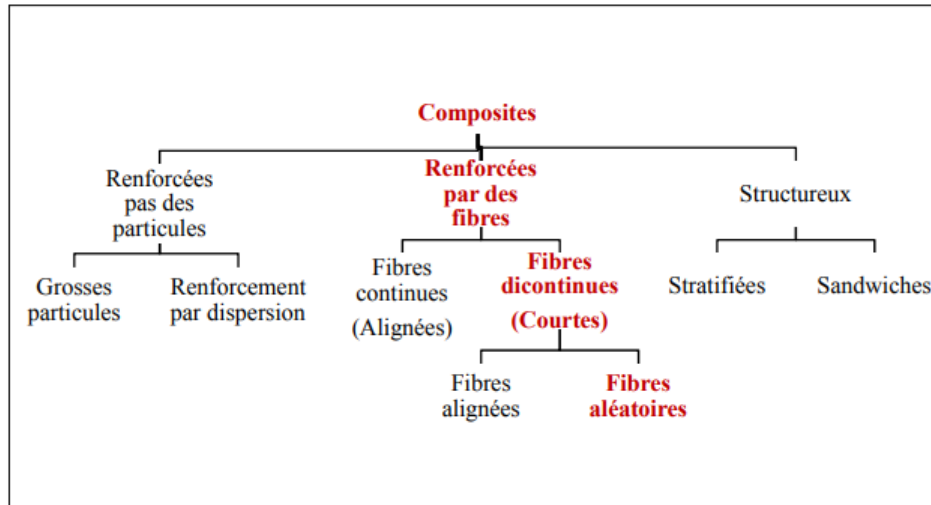 Composites
Renforcées
pas des
particules
Renforcées
par des
fibres
Structureux
Grosses
particules
Renforcement
par dispersion
Fibres
continues
(Alignées)
Fibres
dicontinues
(Courtes)
Stratifiées
Sandwiches
Fibres
alignées
Fibres
aléatoires